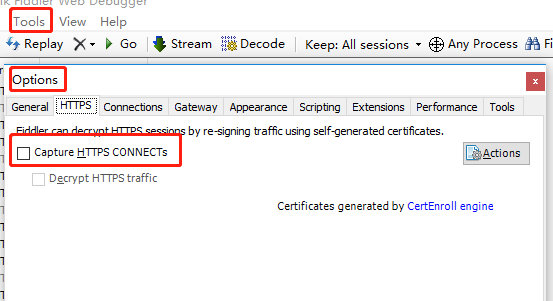 lk Fiddler Web Debugger
Tools View Help
Replay Go Stream Decode Keep: All sessions Any Process Fi
Options
General HTTPS Connections Gateway Appearance Scripting Extensions Performance Tools
Fiddler can decrypt HTTPS sessions by re-signing traffic using self-generated certificates.
Capture HTTPS CONNECTs
Actions
Decrypt HTTPS traffic
Certificates generated by CertEnroll engine